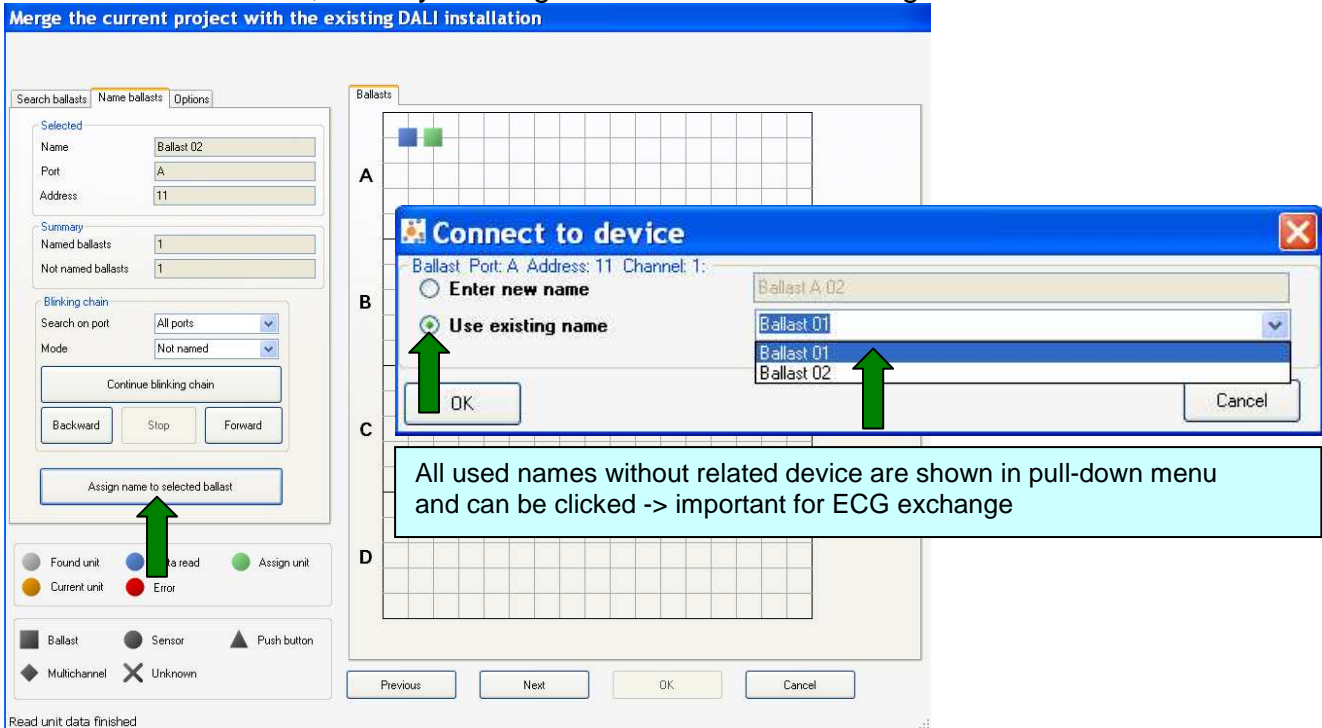 Merge the current project with the existing DALI installation
Search ballasts Name ballasts Options
Selected
Name Ballast 02
Port A
Address 11
Summary
Named ballasts 1
Not named ballasts 1
Blinking chain
Search on port All ports
Mode Not named
Continue blinking chain
Backward Stop Forward
Assign name to selected ballast
Found unit ta read Assign unit
Current unit Error
Ballast Sensor Push button
Multichannel Unknown
Read unit data finished
Ballasts
A
B
C
D
Connect to device
Ballast Port: A Address: 11 Channel: 1:
Enter new name Ballast A 02
Use existing name Ballast 01
Ballast 01
Ballast 02
OK Cancel
All used names without related device are shown in pull-down menu
and can be clicked -> important for ECG exchange
Previous Next OK Cancel